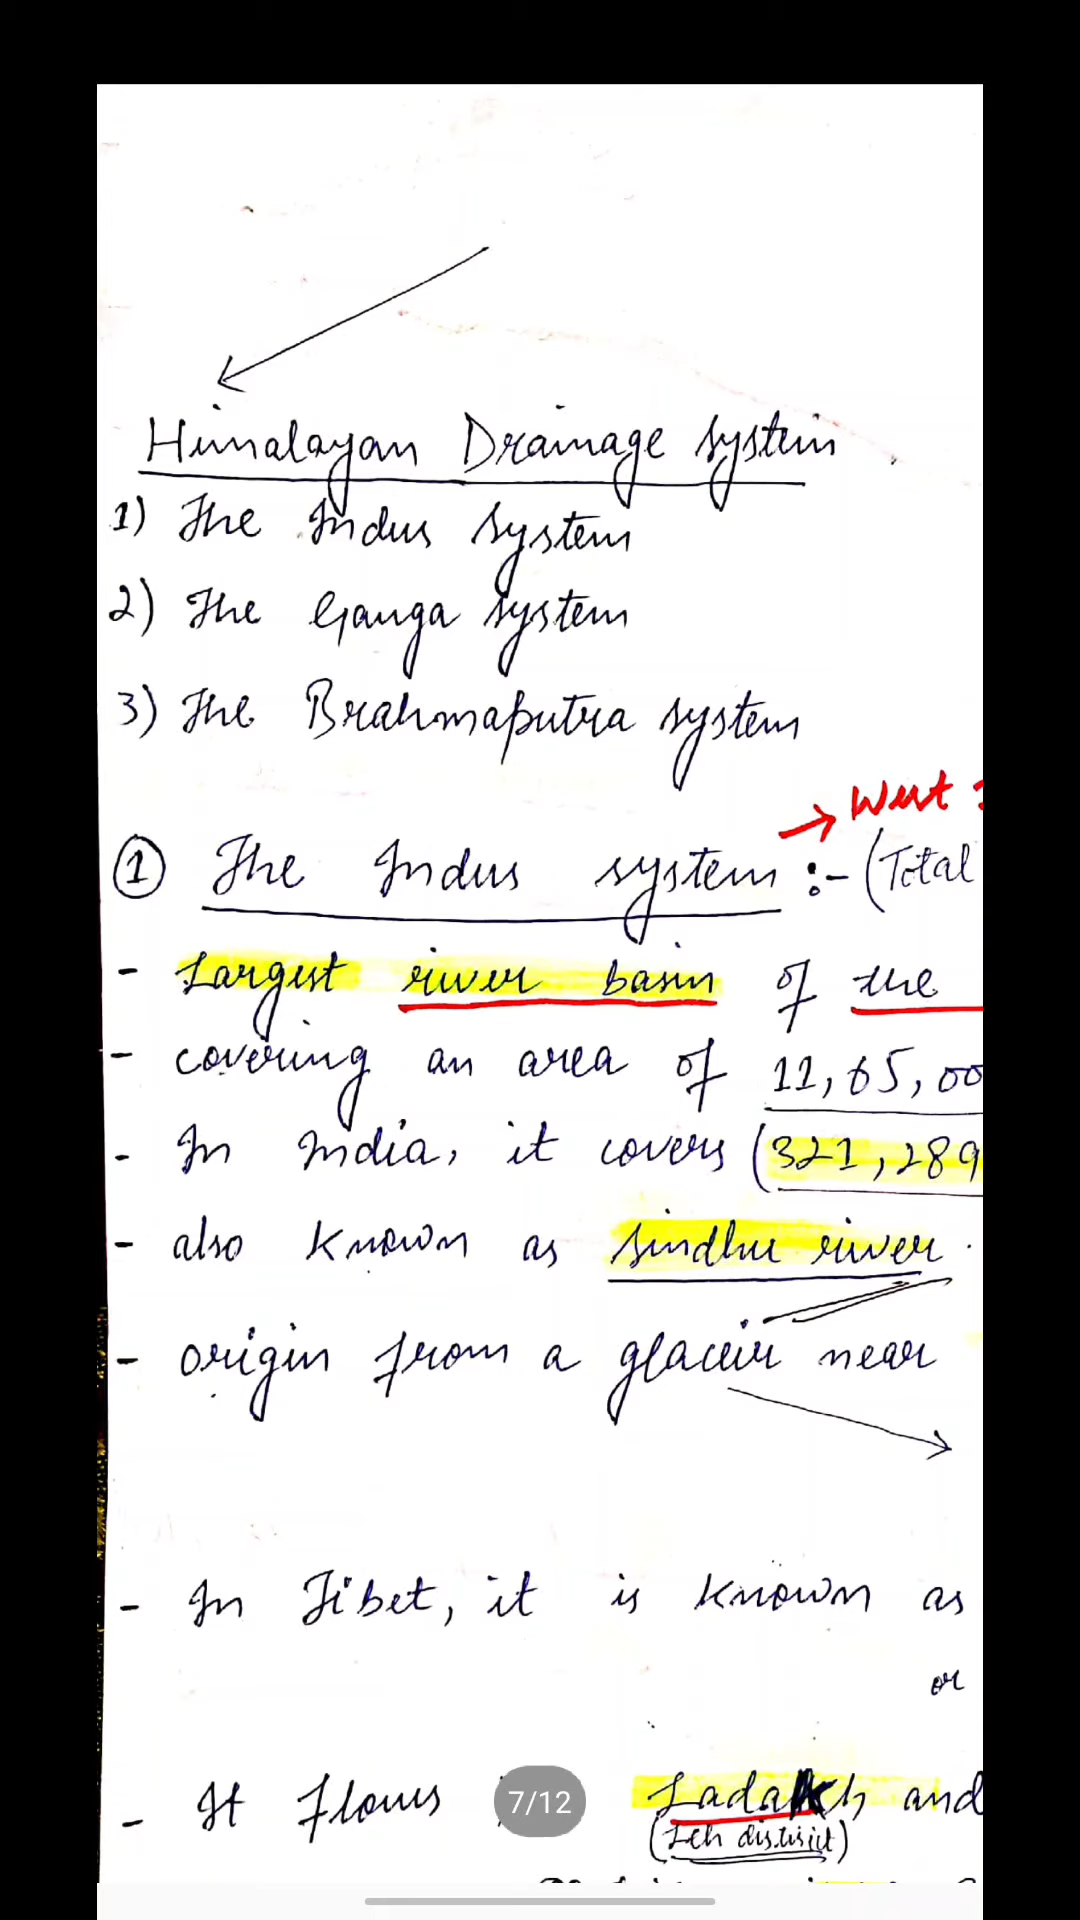 Himalayan Drainage system
1) The Indus system
2) The Ganga system
3) The Brahmaputra system
→ West
① The Indus system :- (Total
- Largest river basin of the
- covering an area of 11,65,00
- In India, it covers (321,289
- also known as Sindhu river.
- origin from a glaceir near
- In Tibet, it is known as
or
- It flows
7/12
Ladakh and
(Leh district)